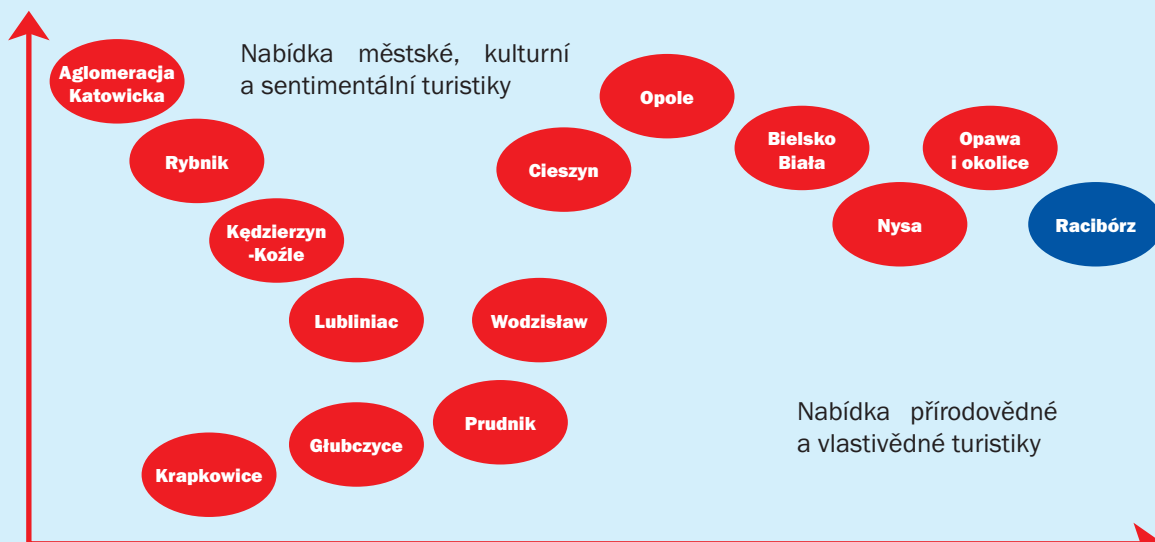 Nabídka městské, kulturní
a sentimentální turistiky
Aglomeracja
Katowicka
Opole
Rybnik
Cieszyn
Bielsko
Biała
Opawa
i okolice
Kędzierzyn
-Koźle
Nysa
Racibórz
Lubliniac
Wodzisław
Prudnik
Nabídka přírodovědné
a vlastivědné turistiky
Głubczyce
Krapkowice